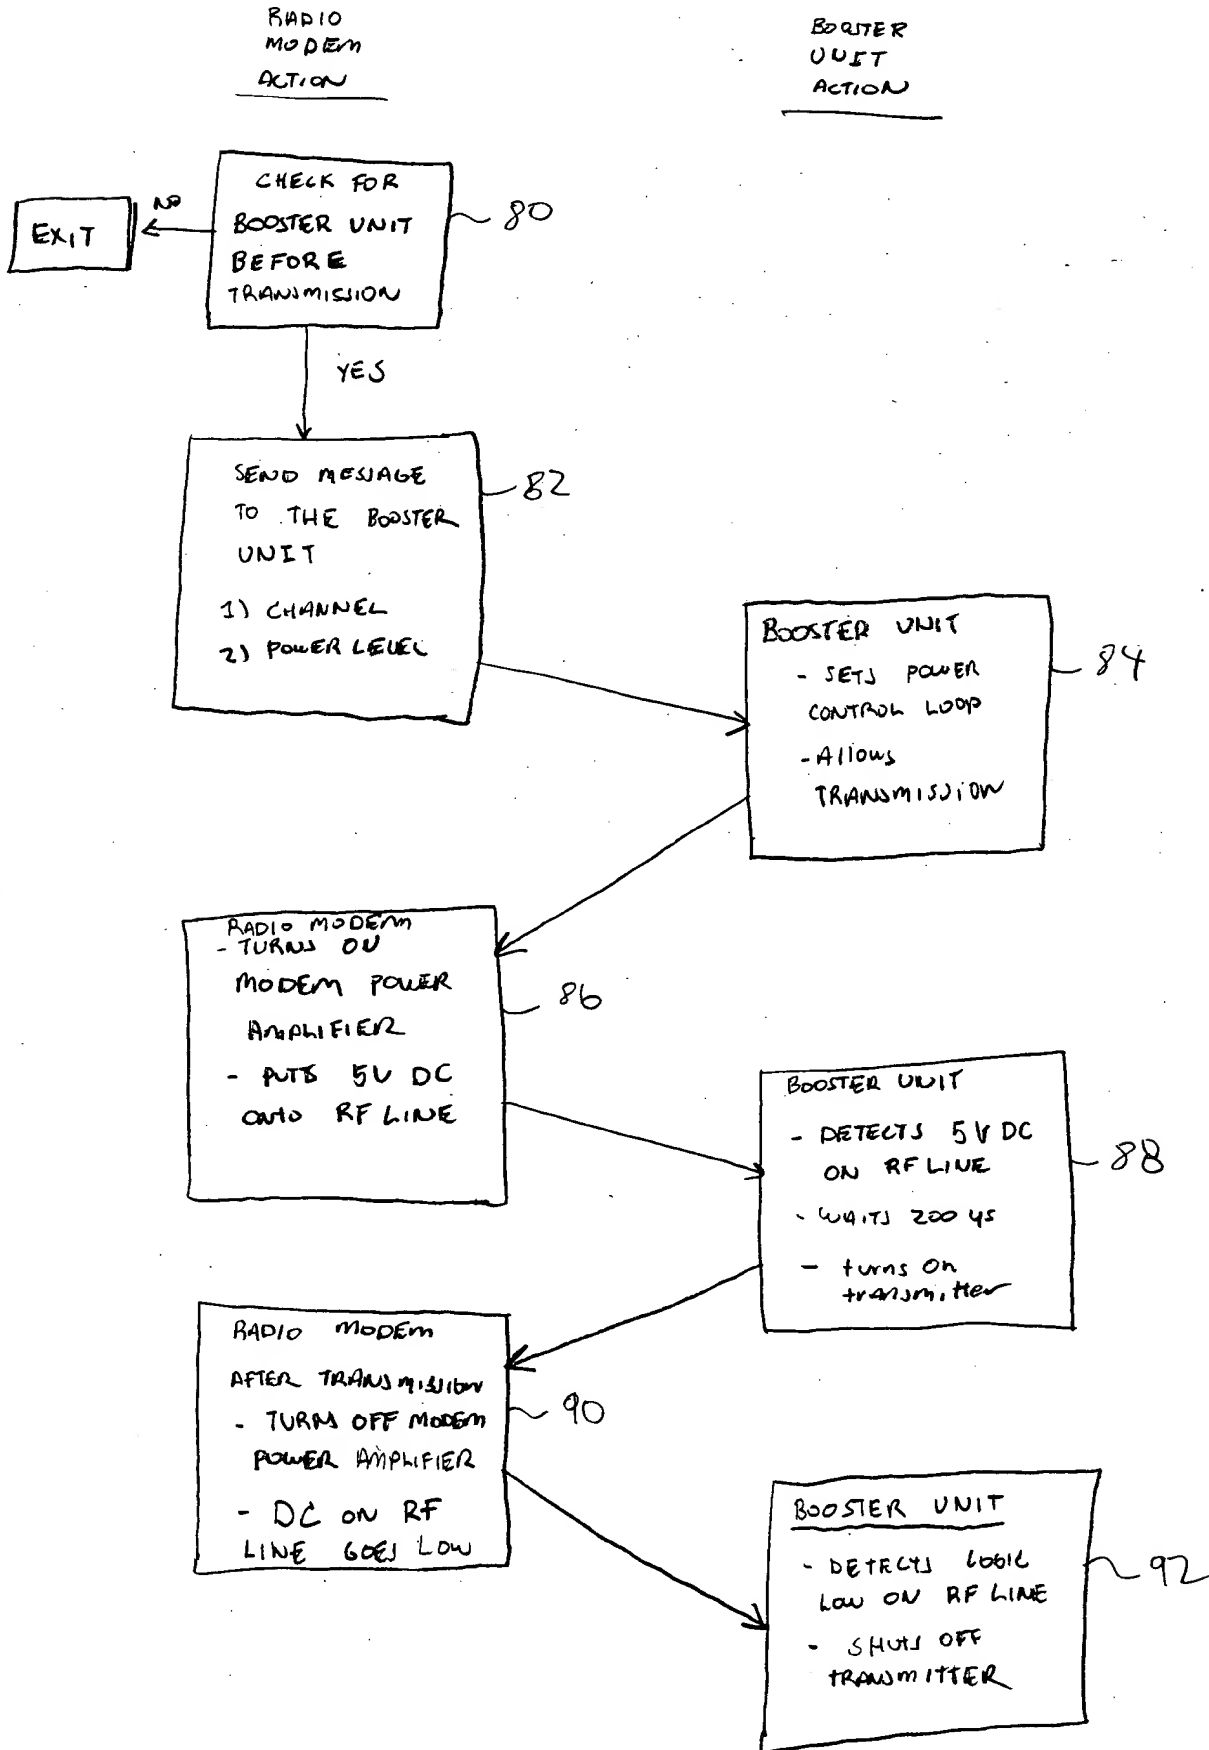 RADIO
MODEM
ACTION
BOOSTER
UNIT
ACTION
CHECK FOR
BOOSTER UNIT
BEFORE
TRANSMISSION
80
NO
EXIT
YES
SEND MESSAGE
TO THE BOOSTER
UNIT
1) CHANNEL
2) POWER LEVEL
82
BOOSTER UNIT
- SETS POWER
CONTROL LOOP
- Allows
TRANSMISSION
84
RADIO MODEM
- TURNS ON
MODEM POWER
AMPLIFIER
- PUTS 5V DC
ONTO RF LINE
86
BOOSTER UNIT
- DETECTS 5V DC
ON RF LINE
- WAITS 200 μs
- turns on
transmitter
88
RADIO MODEM
AFTER TRANSMISSION
- TURNS OFF MODEM
POWER AMPLIFIER
- DC ON RF
LINE GOES LOW
90
BOOSTER UNIT
- DETECTS LOGIC
LOW ON RF LINE
- SHUTS OFF
TRANSMITTER
92